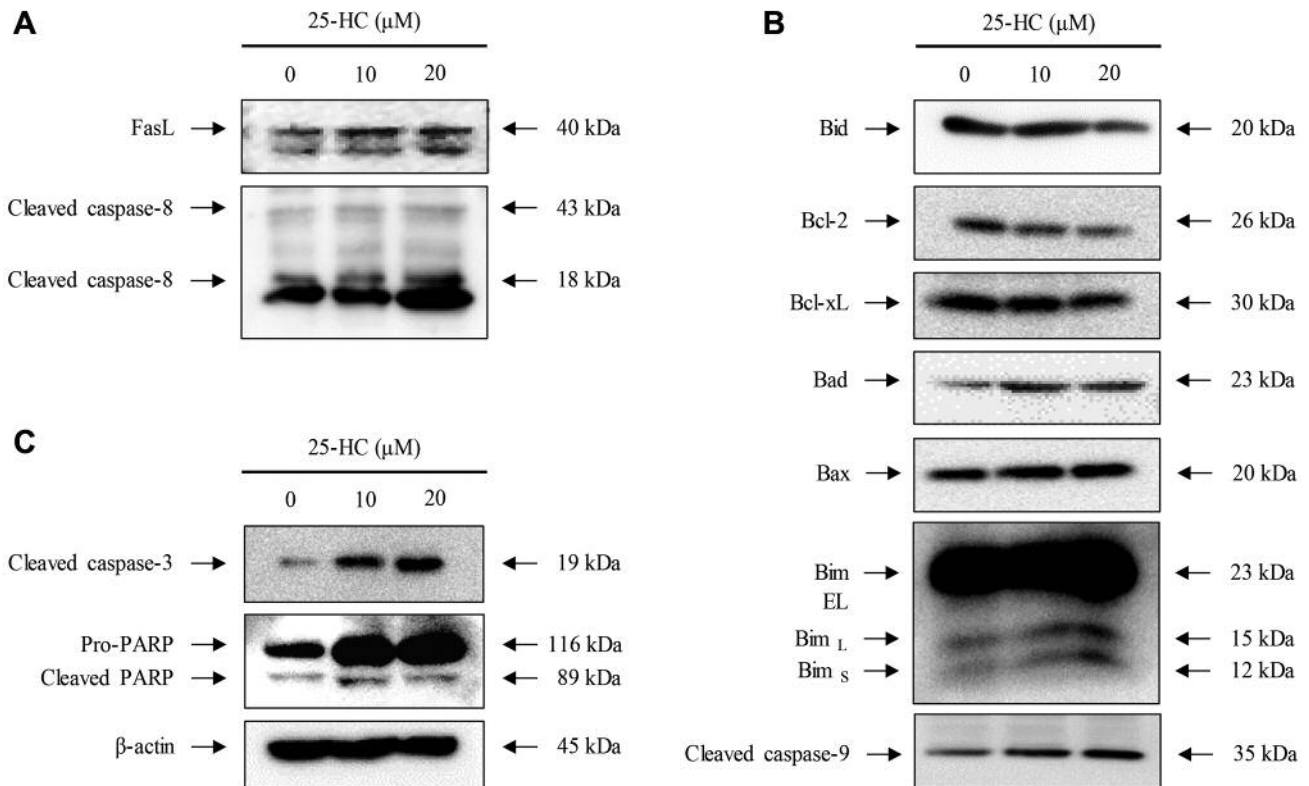 A
25-HC (μM)
0 10 20
FasL 40 kDa
Cleaved caspase-8 43 kDa
Cleaved caspase-8 18 kDa
B
25-HC (μM)
0 10 20
Bid 20 kDa
Bcl-2 26 kDa
Bcl-xL 30 kDa
Bad 23 kDa
Bax 20 kDa
Bim 23 kDa
EL
Bim L 15 kDa
Bim S 12 kDa
Cleaved caspase-9 35 kDa
C
25-HC (μM)
0 10 20
Cleaved caspase-3 19 kDa
Pro-PARP 116 kDa
Cleaved PARP 89 kDa
β-actin 45 kDa